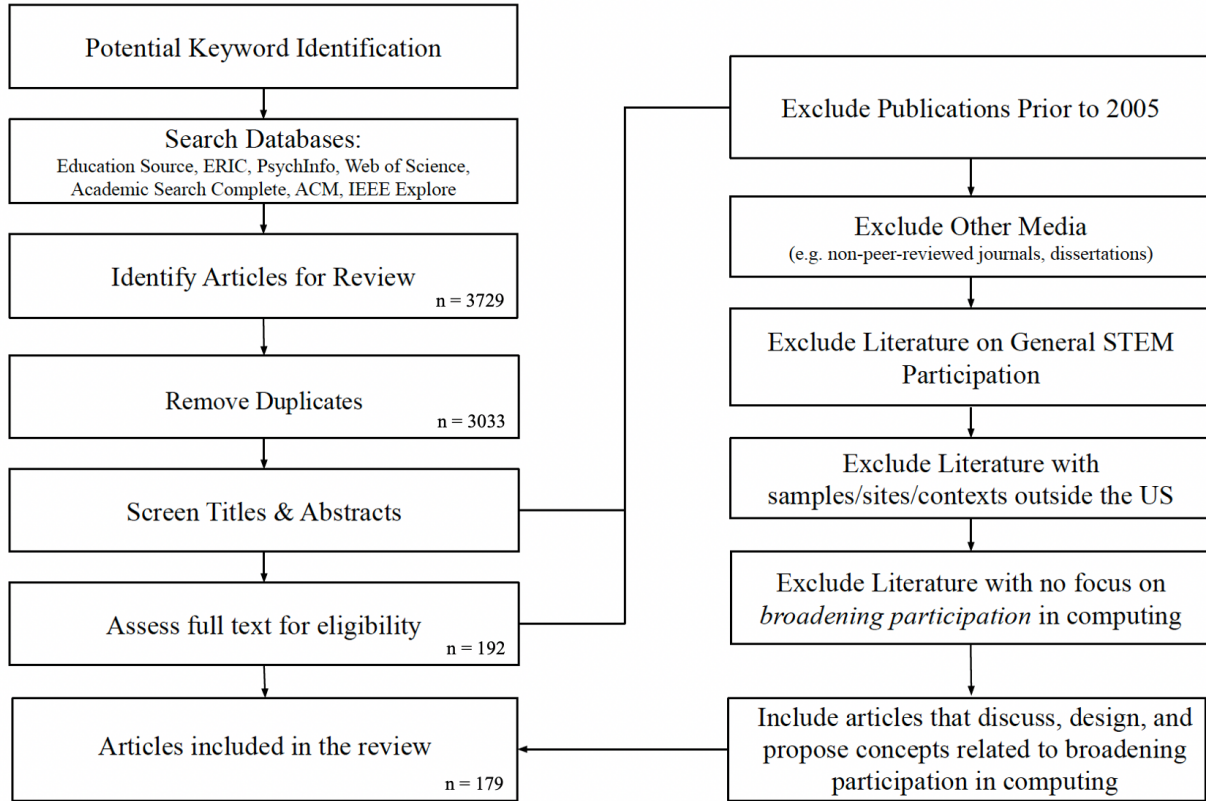 Potential Keyword Identification
Search Databases:
Education Source, ERIC, PsychInfo, Web of Science,
Academic Search Complete, ACM, IEEE Explore
Identify Articles for Review
n = 3729
Remove Duplicates
n = 3033
Screen Titles & Abstracts
Assess full text for eligibility
n = 192
Articles included in the review
n = 179
Exclude Publications Prior to 2005
Exclude Other Media
(e.g. non-peer-reviewed journals, dissertations)
Exclude Literature on General STEM
Participation
Exclude Literature with
samples/sites/contexts outside the US
Exclude Literature with no focus on
broadening participation in computing
Include articles that discuss, design, and
propose concepts related to broadening
participation in computing